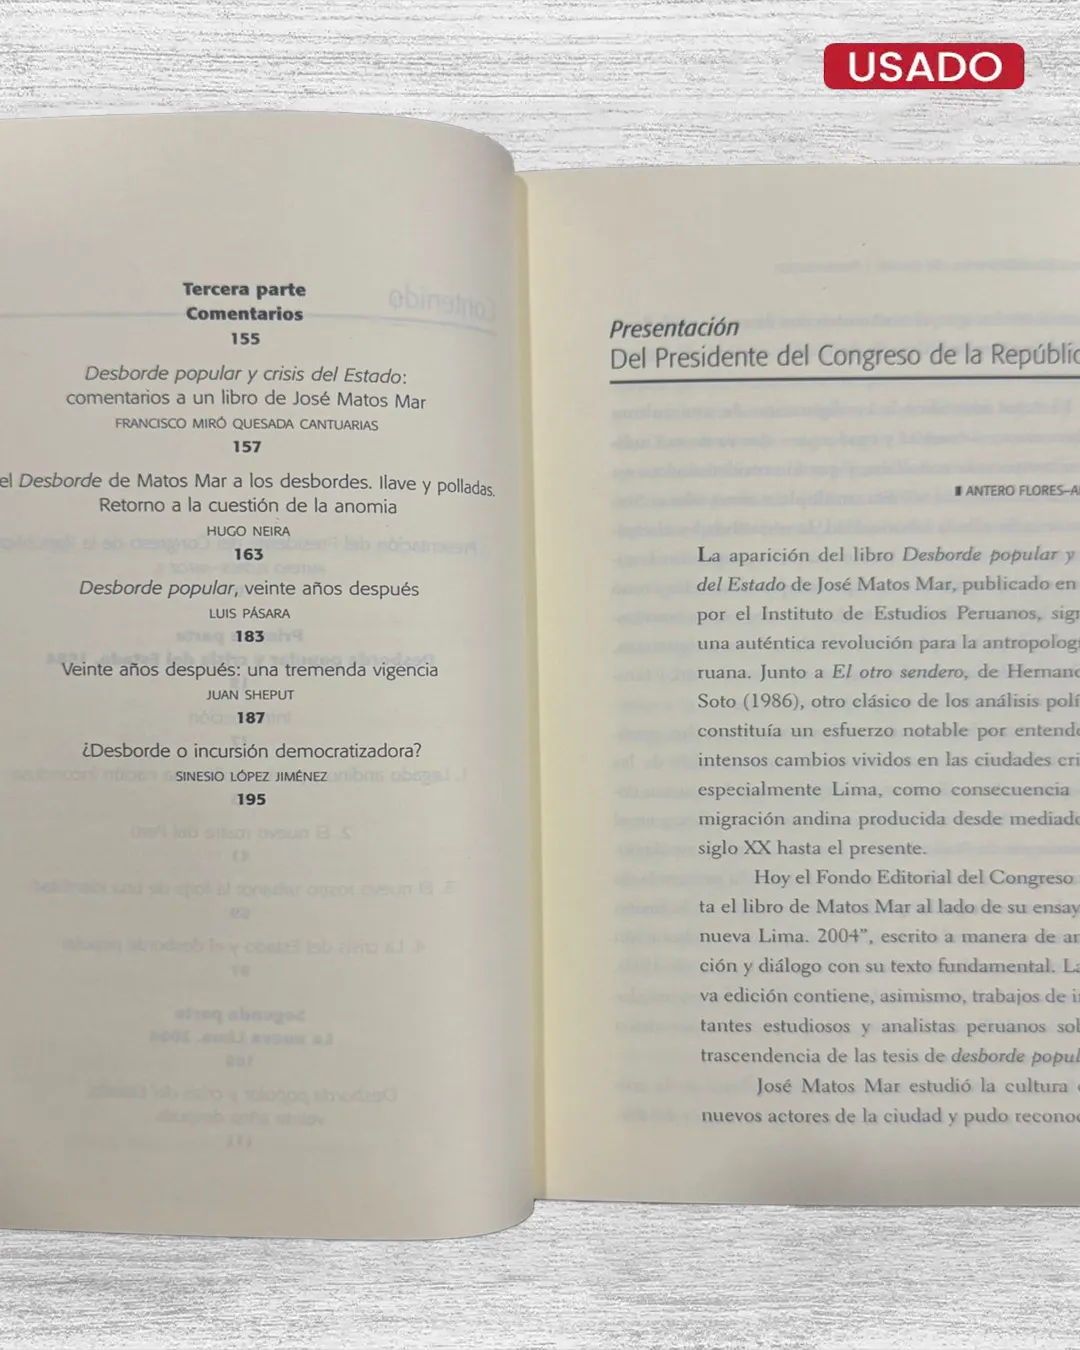 USADO
Tercera parte
Comentarios
155
Desborde popular y crisis del Estado:
comentarios a un libro de José Matos Mar
FRANCISCO MIRÓ QUESADA CANTUARIAS
157
el Desborde de Matos Mar a los desbordes. Ilave y polladas.
Retorno a la cuestión de la anomia
HUGO NEIRA
163
Desborde popular, veinte años después
LUIS PÁSARA
183
Veinte años después: una tremenda vigencia
JUAN SHEPUT
187
¿Desborde o incursión democratizadora?
SINESIO LÓPEZ JIMÉNEZ
195
Presentación
Del Presidente del Congreso de la Repúblic
ANTERO FLORES–A
La aparición del libro Desborde popular y
del Estado de José Matos Mar, publicado en
por el Instituto de Estudios Peruanos, sig
una auténtica revolución para la antropolog
ruana. Junto a El otro sendero, de Hernand
Soto (1986), otro clásico de los análisis polí
constituía un esfuerzo notable por entende
intensos cambios vividos en las ciudades cri
especialmente Lima, como consecuencia
migración andina producida desde mediado
siglo XX hasta el presente.
Hoy el Fondo Editorial del Congreso
ta el libro de Matos Mar al lado de su ensay
nueva Lima. 2004”, escrito a manera de
ción y diálogo con su texto fundamental. La
va edición contiene, asimismo, trabajos de
tantes estudiosos y analistas peruanos
trascendencia de las tesis de desborde popul
José Matos Mar estudió la cultura
nuevos actores de la ciudad y pudo reconoc